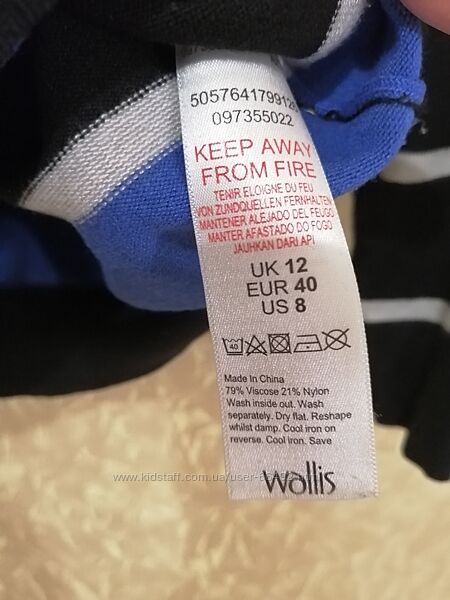 097355022
KEEP AWAY
FROM FIRE
TENIR ELOIGNE DU FEU
VON ZUNDQUELLEN FERNHALTEN
MANTENER ALEJADO DEL FEUGO
MANTER AFASTADO DO FOGO
JAUHKAN DARI API
UK 12
EUR 40
US 8
40
Made In China
79% Viscose 21% Nylon
Wash inside out. Wash
separately. Dry flat. Reshape
whilst damp. Cool iron on
reverse. Cool iron. Save
wallis